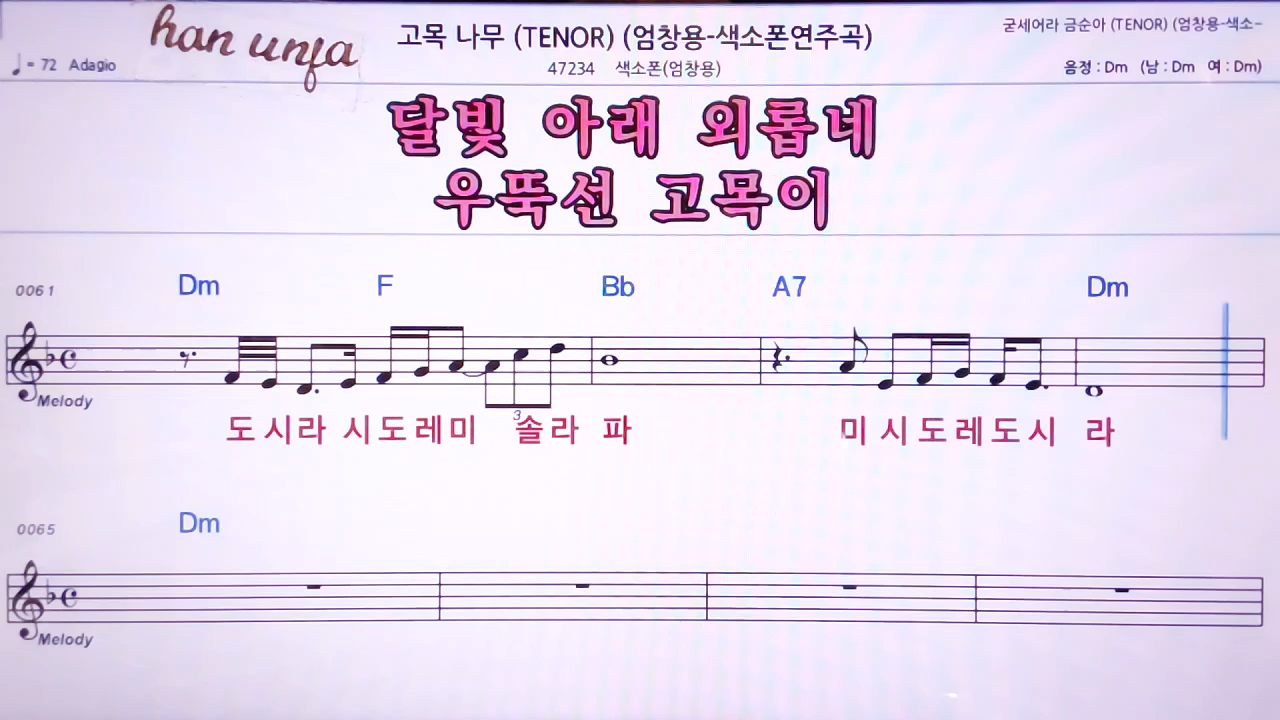 han unfa
고목 나무 (TENOR) (엄창용-색소폰연주곡)
굳세어라 금순아 (TENOR) (엄창용-색소-
♩= 72 Adagio
47234 색소폰(엄창용)
음정 : Dm (남 : Dm 여 : Dm)
달빛 아래 외롭네
우뚝선 고목이
0061 Dm F Bb A7 Dm
Melody
3
도시라 시도레미 솔라 파 미시도레도시 라
0065 Dm
Melody